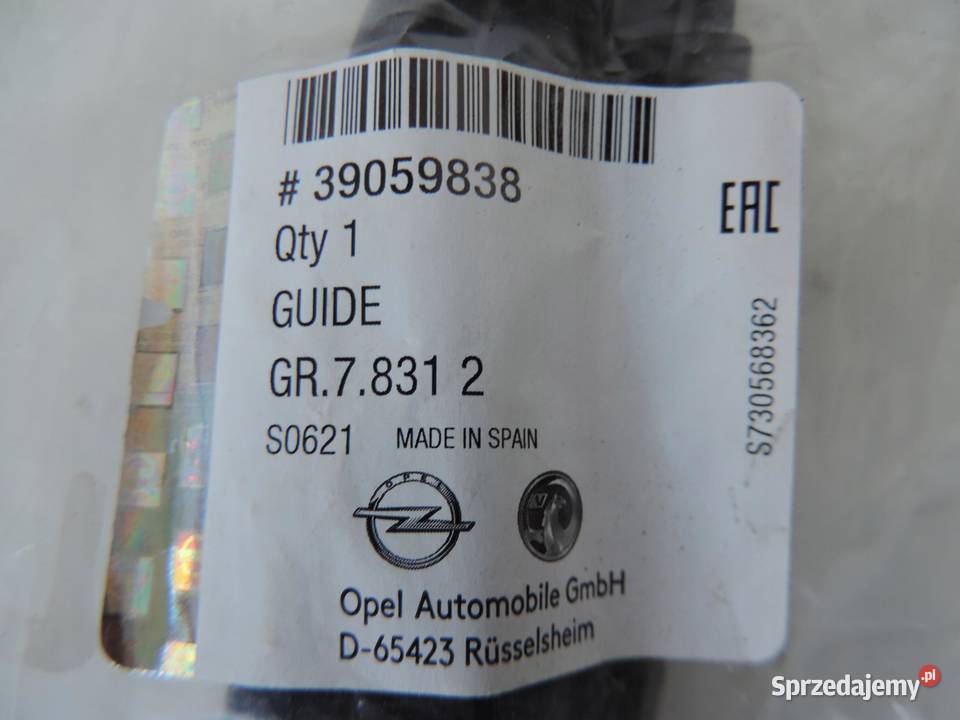 # 39059838
EAC
Qty 1
GUIDE
GR.7.831 2
S0621 MADE IN SPAIN
S730568362
OPEL
Opel Automobile GmbH
D-65423 Rüsselsheim
Sprzedajemy.pl